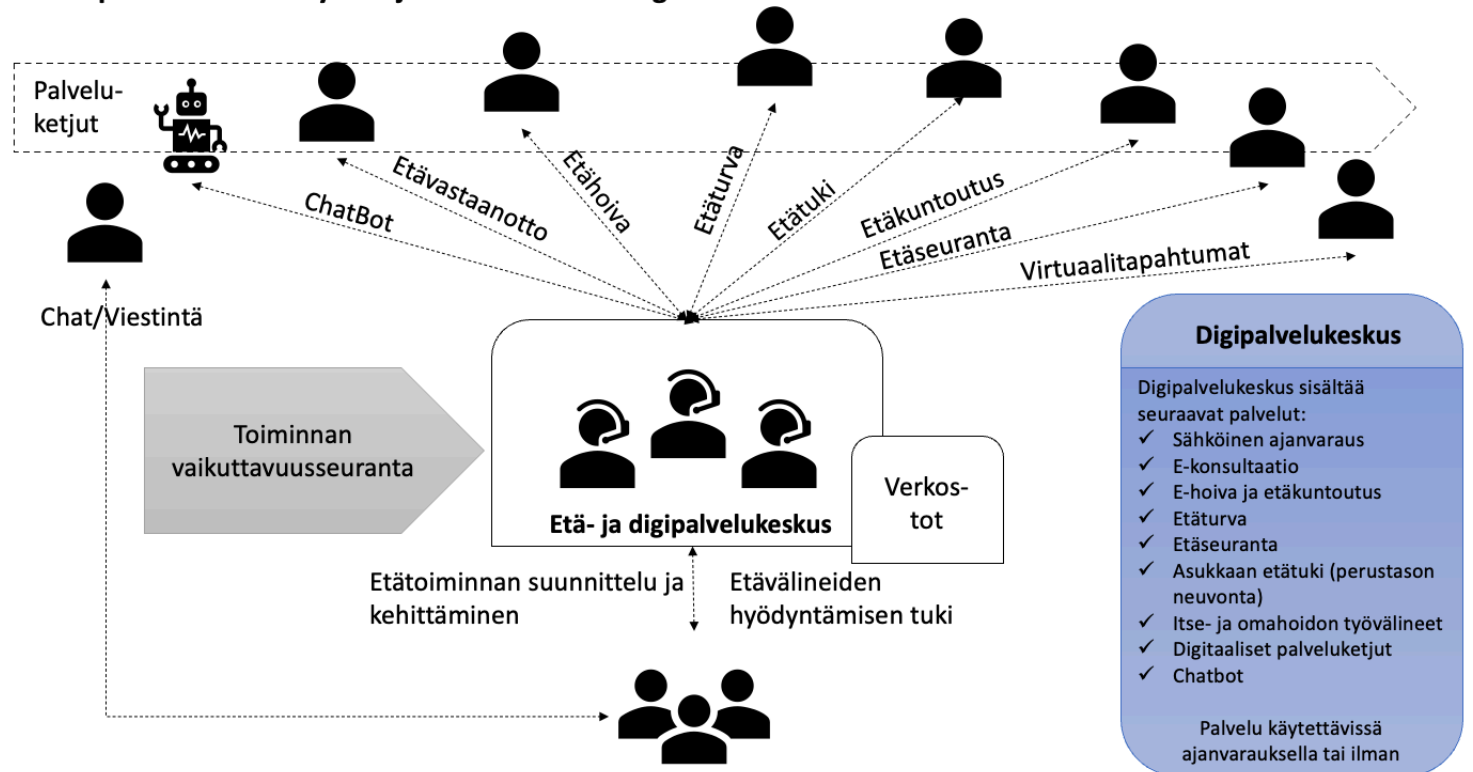 Palvelu-
ketjut
ChatBot
Etävastaanotto
Etähoiva
Etäturva
Etätuki
Etäkuntoutus
Etäseuranta
Virtuaalitapahtumat
Chat/Viestintä
Toiminnan
vaikuttavuusseuranta
Etä- ja digipalvelukeskus
Verkos-
tot
Etätoiminnan suunnittelu ja
kehittäminen
Etävälineiden
hyödyntämisen tuki
Digipalvelukeskus
Digipalvelukeskus sisältää
seuraavat palvelut:
✓ Sähköinen ajanvaraus
✓ E-konsultaatio
✓ E-hoiva ja etäkuntoutus
✓ Etäturva
✓ Etäseuranta
✓ Asukkaan etätuki (perustason
neuvonta)
✓ Itse- ja omahoidon työvälineet
✓ Digitaaliset palveluketjut
✓ Chatbot
Palvelu käytettävissä
ajanvarauksella tai ilman